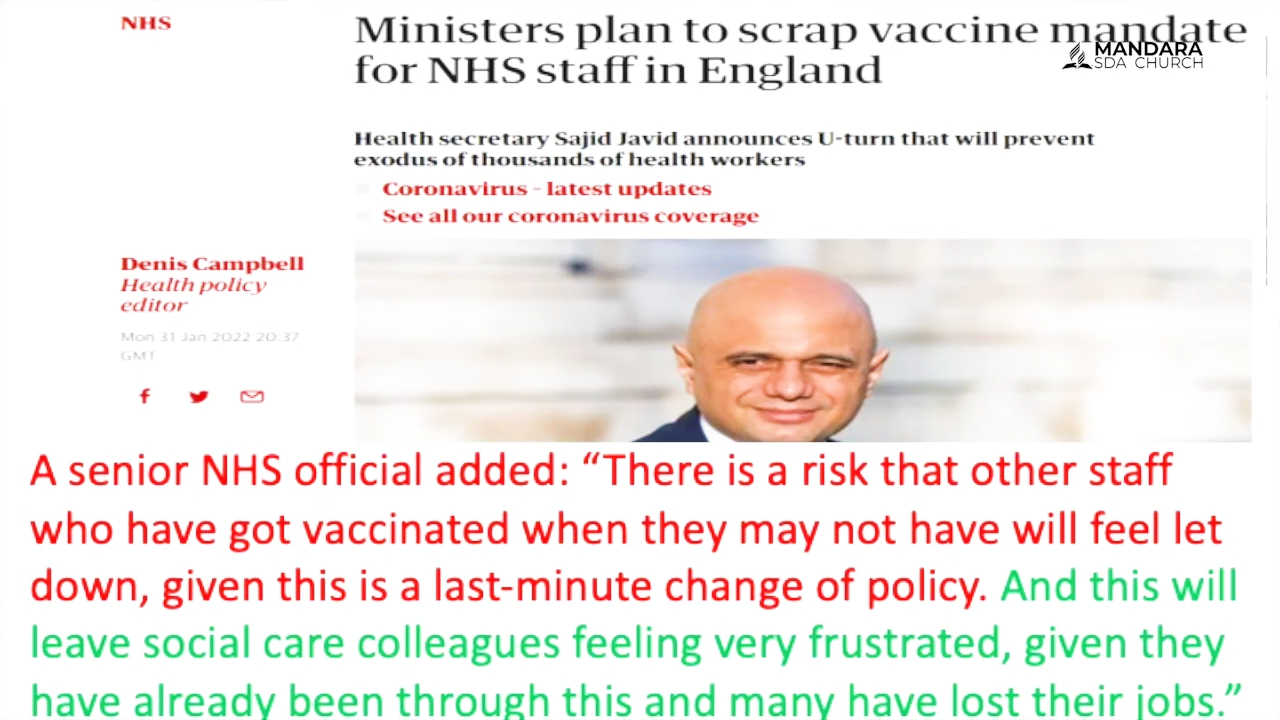 NHS
Ministers plan to scrap vaccine mandate
for NHS staff in England
MANDARA
SDA CHURCH
Health secretary Sajid Javid announces U-turn that will prevent
exodus of thousands of health workers
Coronavirus - latest updates
See all our coronavirus coverage
Denis Campbell
Health policy
editor
Mon 31 Jan 2022 20.37
GMT
A senior NHS official added: “There is a risk that other staff
who have got vaccinated when they may not have will feel let
down, given this is a last-minute change of policy. And this will
leave social care colleagues feeling very frustrated, given they
have already been through this and many have lost their jobs.”